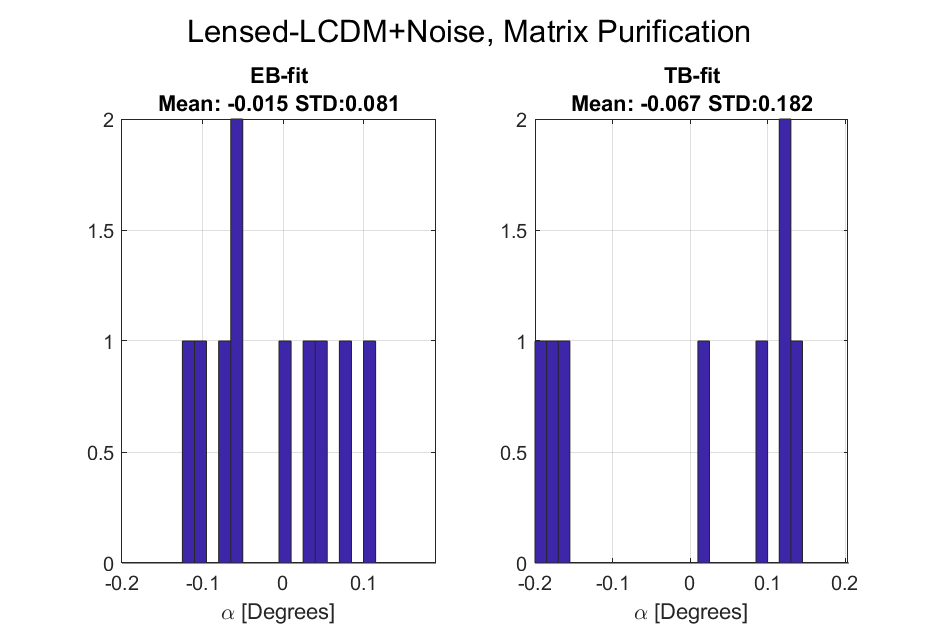 Lensed-LCDM+Noise, Matrix Purification
EB-fit
Mean: -0.015 STD:0.081
2
1.5
1
0.5
0
-0.2
-0.1
0
0.1
α [Degrees]
TB-fit
Mean: -0.067 STD:0.182
2
1.5
1
0.5
0
-0.2
-0.1
0
0.1
0.2
α [Degrees]